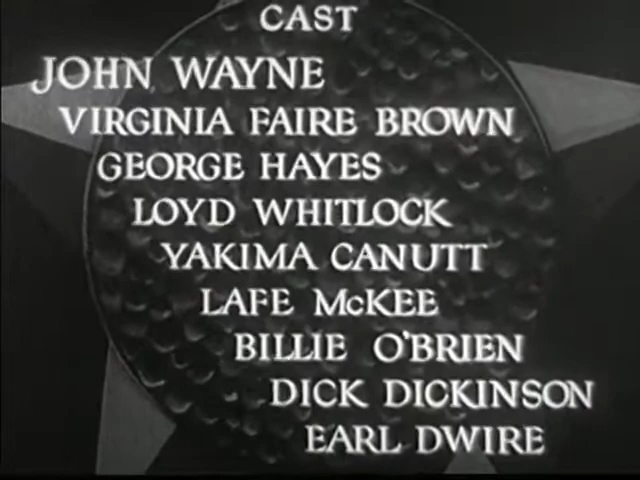 CAST
JOHN WAYNE
VIRGINIA FAIRE BROWN
GEORGE HAYES
LOYD WHITLOCK
YAKIMA CANUTT
LAFE McKEE
BILLIE O'BRIEN
DICK DICKINSON
EARL DWIRE